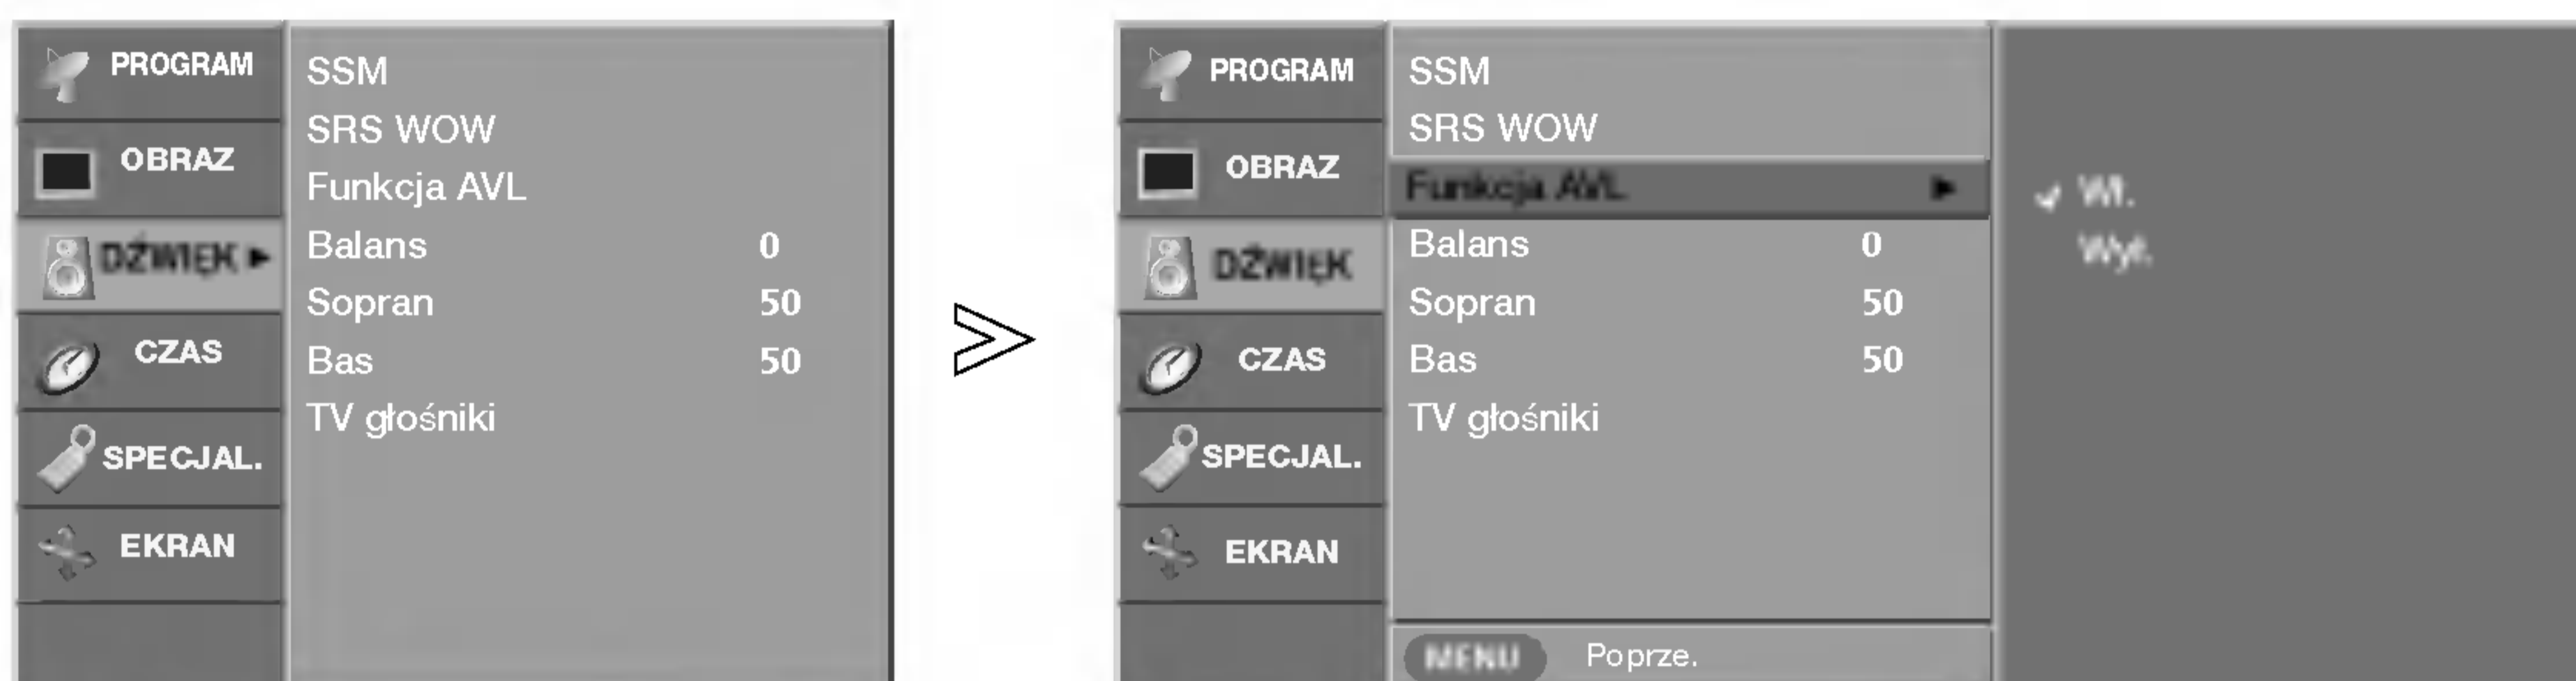 PROGRAM
OBRAZ
DŹWIĘK
CZAS
SPECJAL.
EKRAN
SSM
SRS WOW
Funkcja AVL
Balans 0
Sopran 50
Bas 50
TV głośniki
PROGRAM
OBRAZ
DŹWIĘK
CZAS
SPECJAL.
EKRAN
SSM
SRS WOW
Funkcja AVL
Balans 0
Sopran 50
Bas 50
TV głośniki
MENU Poprze.
Wł.
Wył.